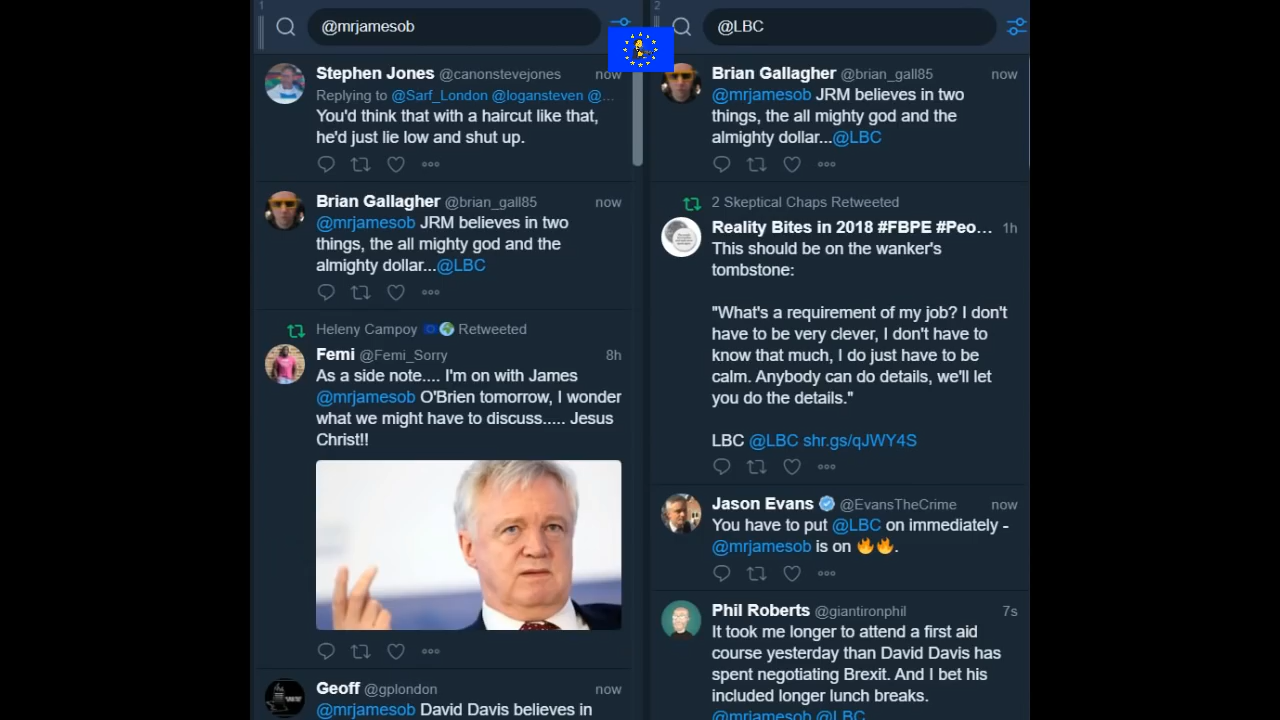 1
@mrjamesob
Stephen Jones @canonstevejones now
Replying to @Sarf_London @logansteven @...
You'd think that with a haircut like that,
he'd just lie low and shut up.
Brian Gallagher @brian_gall85 now
@mrjamesob JRM believes in two
things, the all mighty god and the
almighty dollar...@LBC
Heleny Campoy Retweeted
Femi @Femi_Sorry 8h
As a side note.... I'm on with James
@mrjamesob O'Brien tomorrow, I wonder
what we might have to discuss..... Jesus
Christ!!
Geoff @gplondon now
@mrjamesob David Davis believes in
2
@LBC
Brian Gallagher @brian_gall85 now
@mrjamesob JRM believes in two
things, the all mighty god and the
almighty dollar...@LBC
2 Skeptical Chaps Retweeted
Reality Bites in 2018 #FBPE #Peo... 1h
This should be on the wanker's
tombstone:
"What's a requirement of my job? I don't
have to be very clever, I don't have to
know that much, I do just have to be
calm. Anybody can do details, we'll let
you do the details."
LBC @LBC shr.gs/qJWY4S
Jason Evans @EvansTheCrime now
You have to put @LBC on immediately -
@mrjamesob is on 🔥🔥.
Phil Roberts @giantironphil 7s
It took me longer to attend a first aid
course yesterday than David Davis has
spent negotiating Brexit. And I bet his
included longer lunch breaks.
@mrjamesob @LBC